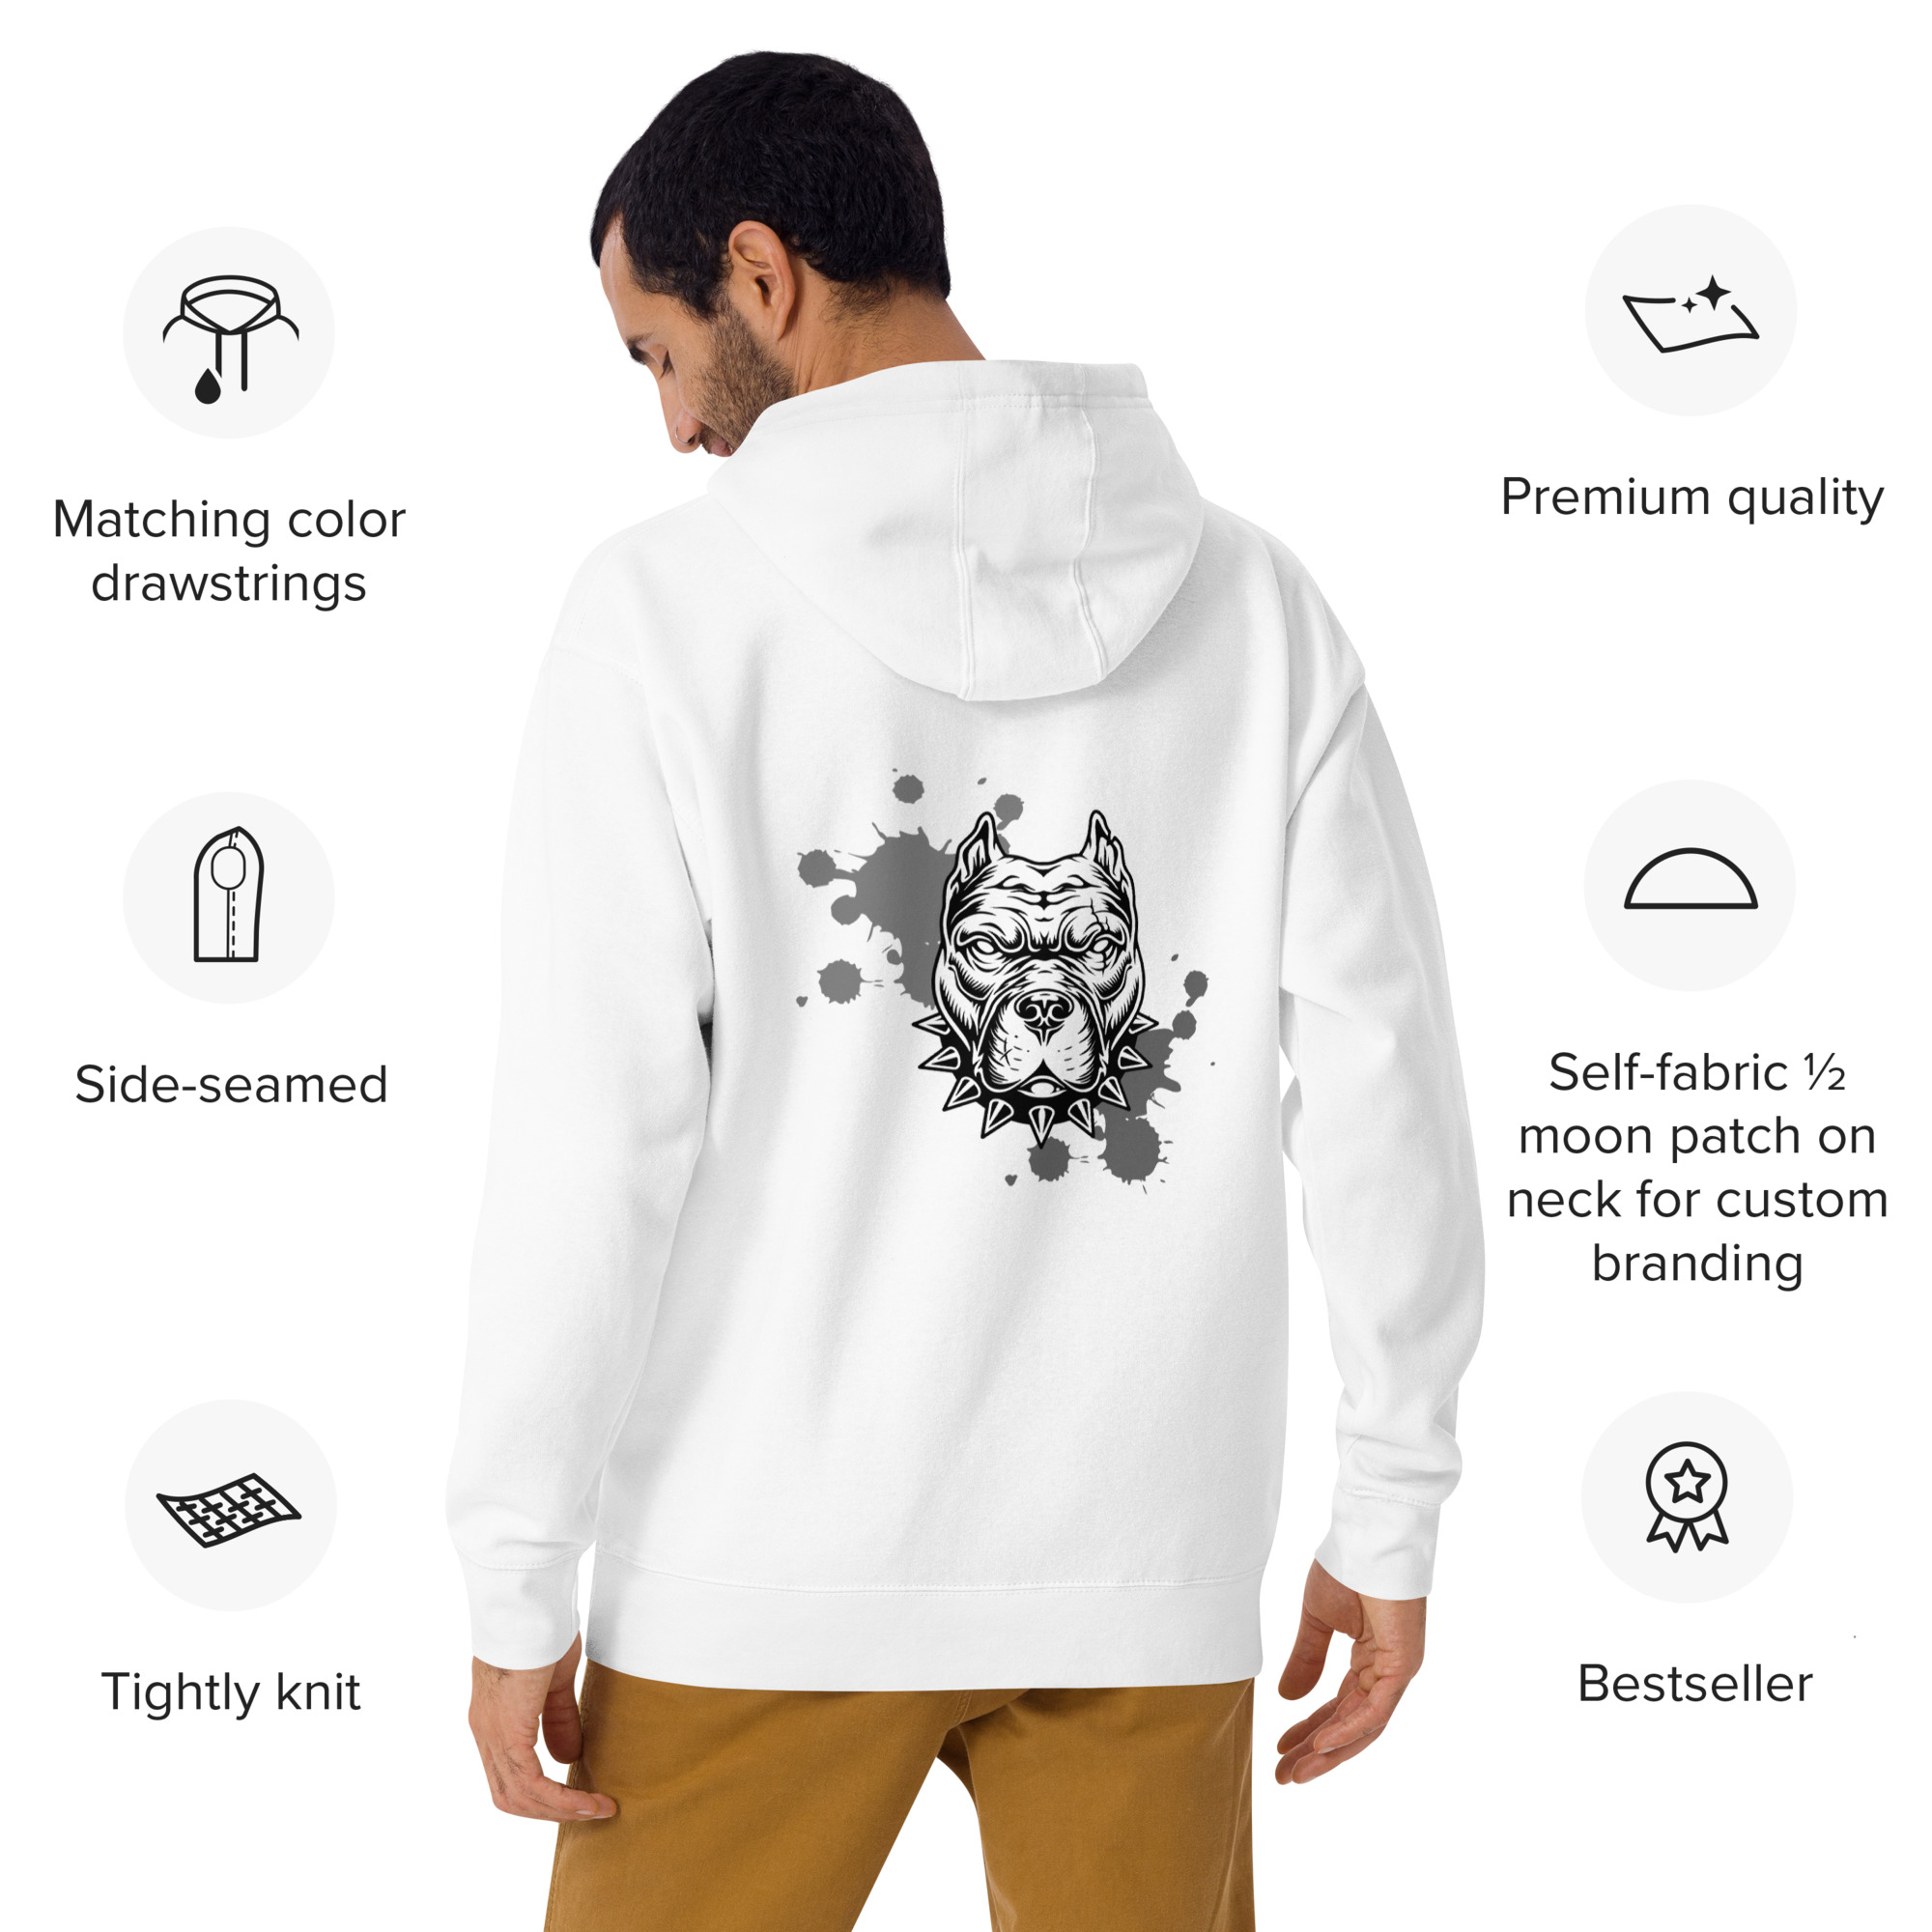 Matching color
drawstrings
Premium quality
Side-seamed
Self-fabric ½
moon patch on
neck for custom
branding
Tightly knit
Bestseller